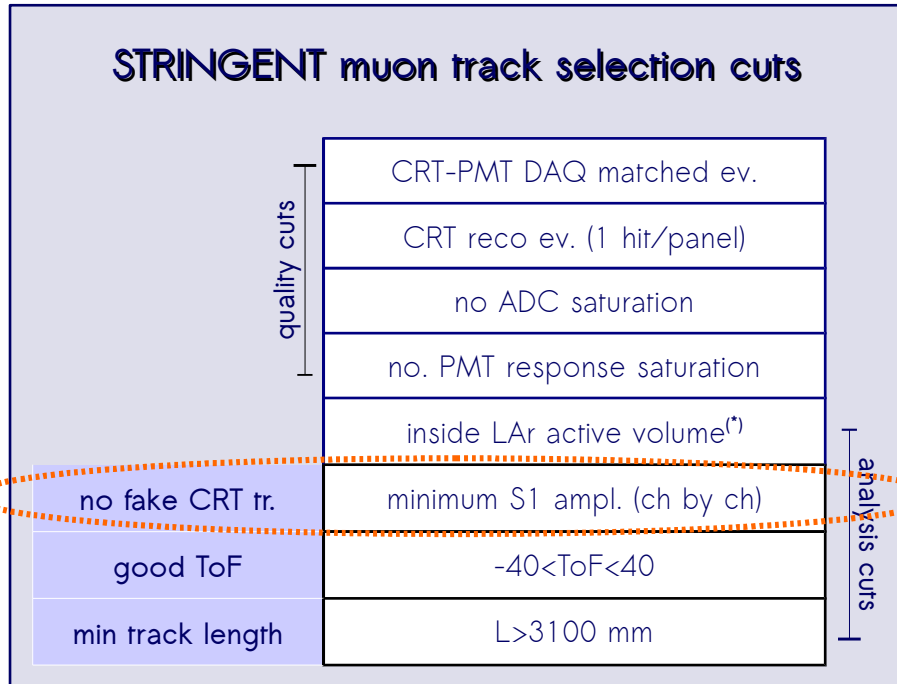 STRINGENT muon track selection cuts
quality cuts
CRT-PMT DAQ matched ev.
CRT reco ev. (1 hit/panel)
no ADC saturation
no. PMT response saturation
inside LAr active volume(*)
no fake CRT tr.
minimum S1 ampl. (ch by ch)
good ToF
-40<ToF<40
min track length
L>3100 mm
analysis cuts